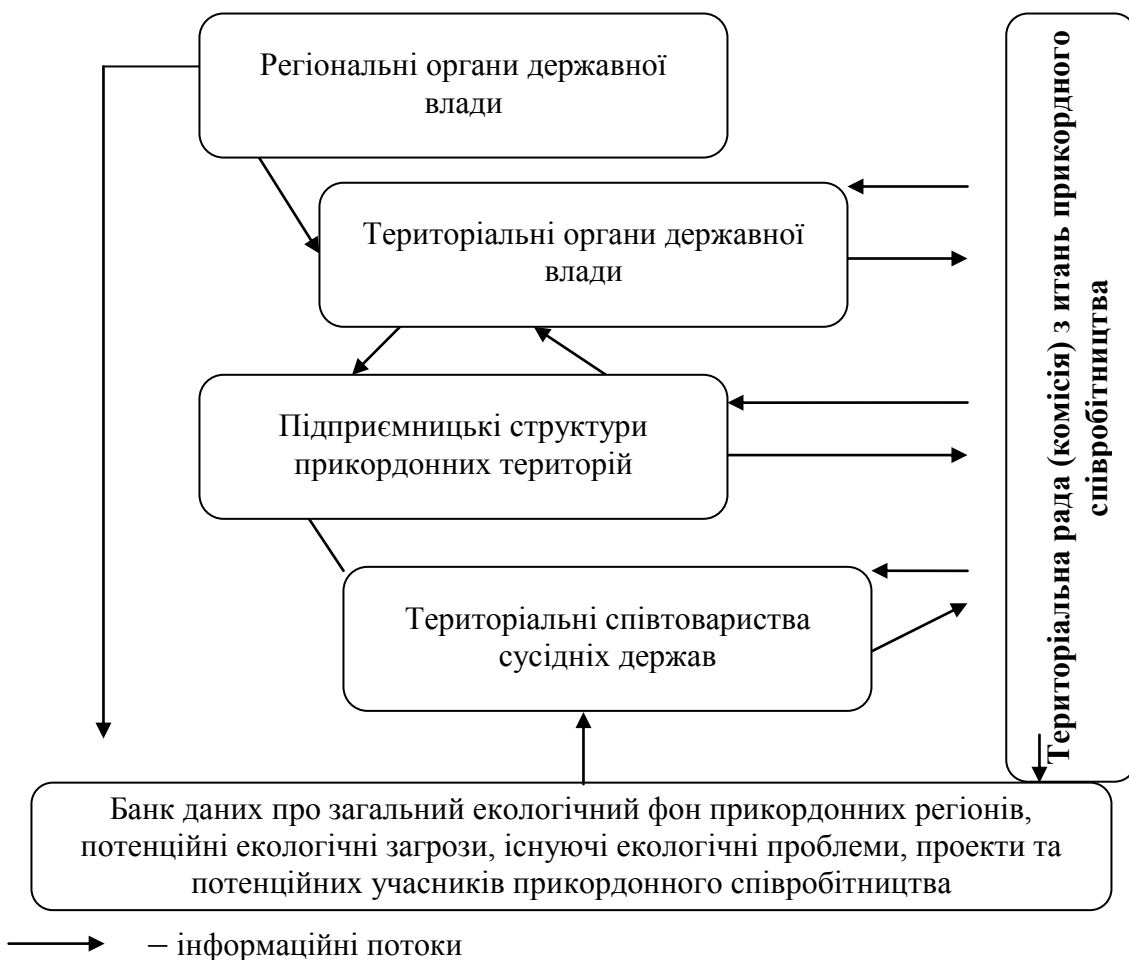 Регіональні органи державної
влади
Територіальні органи державної
влади
Підприємницькі структури
прикордонних територій
Територіальні співтовариства
сусідніх держав
Територіальна рада (комісія) з итань прикордного
співробітництва
Банк даних про загальний екологічний фон прикордонних регіонів,
потенційні екологічні загрози, існуючі екологічні проблеми, проекти та
потенційних учасників прикордонного співробітництва
– інформаційні потоки